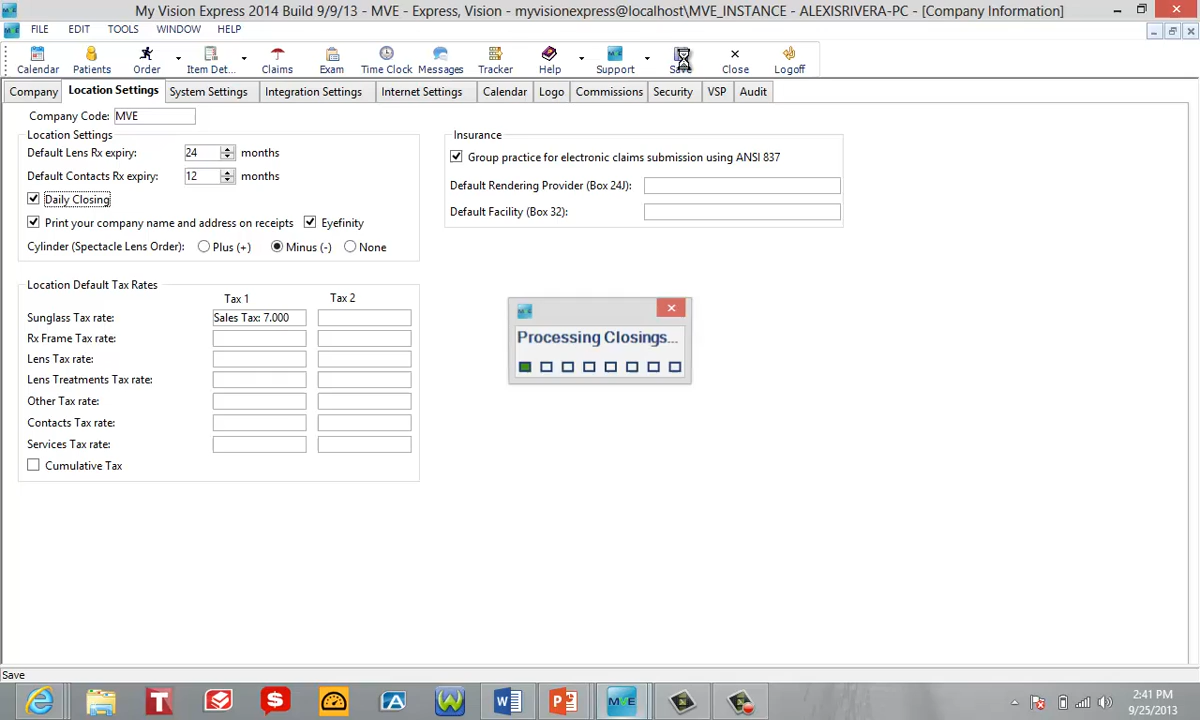 My Vision Express 2014 Build 9/9/13 - MVE - Express, Vision - myvisionexpress@localhost\MVE_INSTANCE - ALEXISRIVERA-PC - [Company Information]
FILE EDIT TOOLS WINDOW HELP
Calendar Patients Order Item Det... Claims Exam Time Clock Messages Tracker Help Support Save Close Logoff
Company Location Settings System Settings Integration Settings Internet Settings Calendar Logo Commissions Security VSP Audit
Company Code: MVE
Location Settings
Default Lens Rx expiry: 24 months
Default Contacts Rx expiry: 12 months
Daily Closing
Print your company name and address on receipts Eyefinity
Cylinder (Spectacle Lens Order): Plus (+) Minus (-) None
Insurance
Group practice for electronic claims submission using ANSI 837
Default Rendering Provider (Box 24J):
Default Facility (Box 32):
Location Default Tax Rates
Tax 1 Tax 2
Sunglass Tax rate: Sales Tax: 7.000
Rx Frame Tax rate:
Lens Tax rate:
Lens Treatments Tax rate:
Other Tax rate:
Contacts Tax rate:
Services Tax rate:
Cumulative Tax
Processing Closings...
Save
2:41 PM
9/25/2013